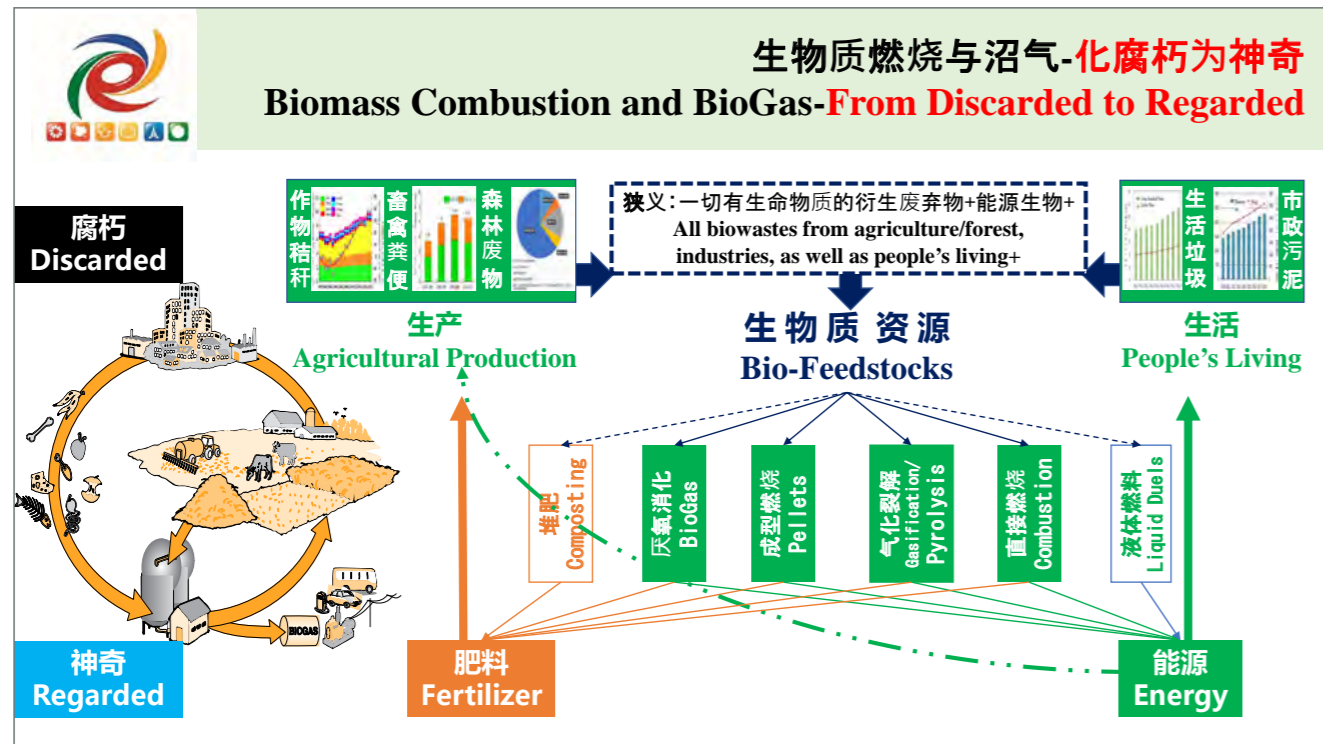 生物质燃烧与沼气-化腐朽为神奇
Biomass Combustion and BioGas-From Discarded to Regarded
腐朽
Discarded
BIOGAS
神奇
Regarded
作物秸秆
畜禽粪便
森林废物
狭义：一切有生命物质的衍生废弃物+能源生物+
All biowastes from agriculture/forest,
industries, as well as people's living+
生活垃圾
市政污泥
生产
Agricultural Production
生物质 资源
Bio-Feedstocks
生活
People's Living
堆肥
Composting
厌氧消化
BioGas
成型燃烧
Pellets
气化裂解
Gasification/
Pyrolysis
直接燃烧
Combustion
液体燃料
Liquid Duels
肥料
Fertilizer
能源
Energy